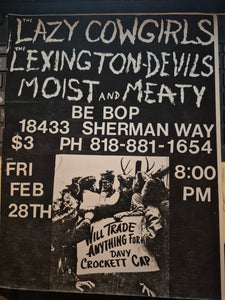 THE
LAZY COWGIRLS
THE
LEXINGTON-DEVILS
MOIST AND MEATY
BE BOP
18433 SHERMAN WAY
$3 PH 818-881-1654
FRI
FEB
28TH
8:00
PM
WILL TRADE
ANYTHING FOR
DAVY
CROCKETT CAP